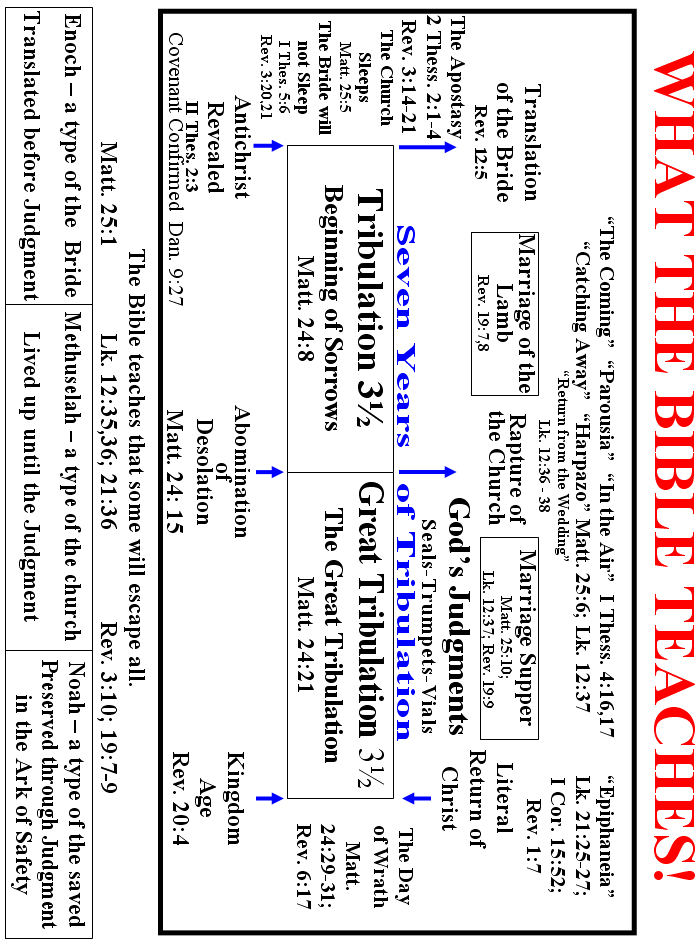 WHAT THE BIBLE TEACHES!
“The Coming” “Parousia” “In the Air” I Thess. 4:16,17
“Catching Away” “Harpazo” Matt. 25:6; Lk. 12:37
“Return from the Wedding”
Lk. 12:36 - 38
“Epiphaneia”
Lk. 21:25-27;
I Cor. 15:52;
Rev. 1:7
Translation
of the Bride
Rev. 12:5
Marriage of the
Lamb
Rev. 19:7,8
Rapture of
the Church
Marriage Supper
Matt. 25:10;
Lk. 12:37; Rev. 19:9
Literal
Return of
Christ
The Apostasy
2 Thess. 2:1-4
Rev. 3:14-21
God’s Judgments
Seals-Trumpets-Vials
Seven Years of Tribulation
The Church
Sleeps
Matt. 25:5
The Bride will
not Sleep
I Thes. 5:6
Rev. 3:20,21
Tribulation 3½
Beginning of Sorrows
Matt. 24:8
Great Tribulation 3½
The Great Tribulation
Matt. 24:21
The Day
of Wrath
Matt.
24:29-31;
Rev. 6:17
Antichrist
Revealed
II Thes. 2:3
Covenant Confirmed Dan. 9:27
Abomination
of
Desolation
Matt. 24: 15
Kingdom
Age
Rev. 20:4
The Bible teaches that some will escape all.
Matt. 25:1 Lk. 12:35,36; 21:36 Rev. 3:10; 19:7-9
Enoch – a type of the Bride
Translated before Judgment
Methuselah – a type of the church
Lived up until the Judgment
Noah – a type of the saved
Preserved through Judgment
in the Ark of Safety